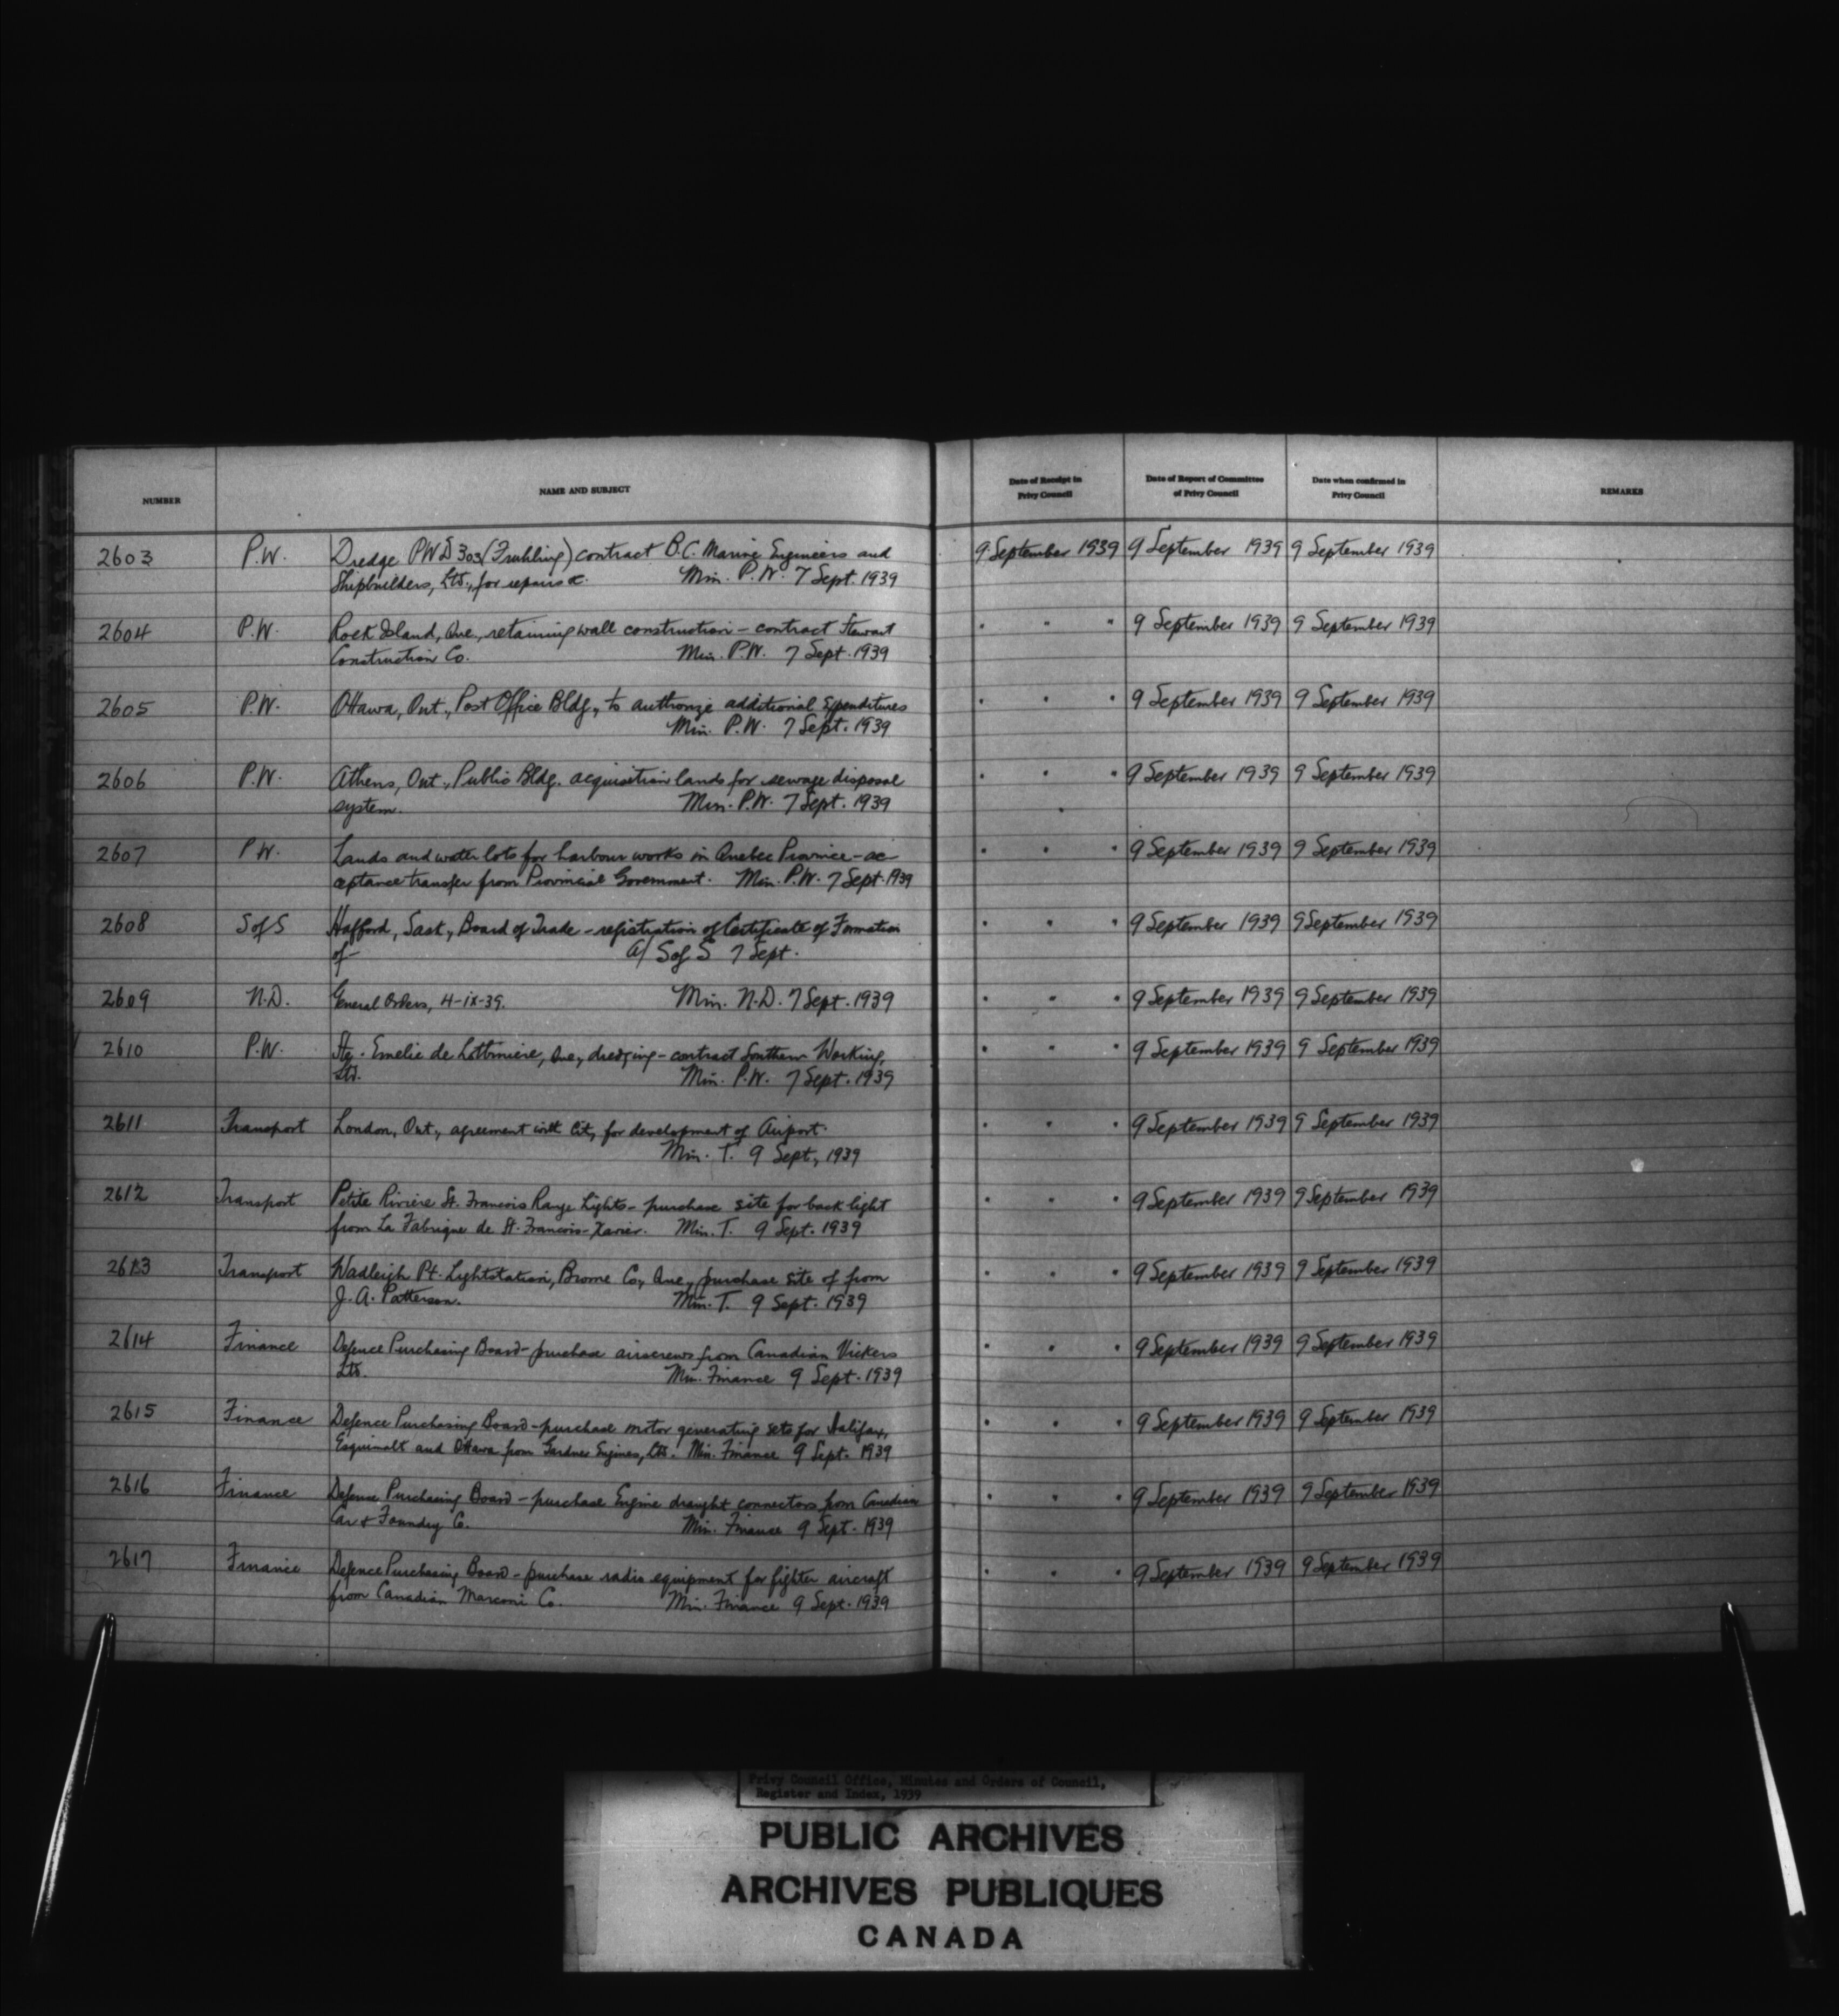 NUMBER NAME AND SUBJECT Date of Receipt in Privy Council Date of Report of Committee of Privy Council Date when confirmed in Privy Council REMARKS
2603 P.W. Dredge PWD 303 (Fruhling) contract B.C. Marine Engineers and 9 September 1939 9 September 1939 9 September 1939
Shipbuilders, Ltd., for repairs &c. Min. P.W. 7 Sept. 1939
2604 P.W. Rock Island, Que., retaining wall construction - contract Stewart " " " 9 September 1939 9 September 1939
Construction Co. Min. P.W. 7 Sept. 1939
2605 P.W. Ottawa, Ont., Post Office Bldg., to authorize additional expenditures " " " 9 September 1939 9 September 1939
Min. P.W. 7 Sept. 1939
2606 P.W. Athens, Ont., Public Bldg. acquisition lands for sewage disposal " " " 9 September 1939 9 September 1939
system. Min. P.W. 7 Sept. 1939
2607 P.W. Lands and water lots for harbour works in Quebec Province - ac- " " " 9 September 1939 9 September 1939
ceptance transfer from Provincial Government. Min. P.W. 7 Sept. 1939
2608 S of S Hafford, Sask., Board of Trade - registration of Certificate of Formation " " " 9 September 1939 9 September 1939
of - A/ S of S 7 Sept.
2609 N.D. General Orders, 4-ix-39. Min. N.D. 7 Sept. 1939 " " " 9 September 1939 9 September 1939
2610 P.W. Ste. Emelie de Lotbiniere, Que., dredging - contract Southern Working, " " " 9 September 1939 9 September 1939
Ltd. Min. P.W. 7 Sept. 1939
2611 Transport London, Ont., agreement with City for development of Airport. " " " 9 September 1939 9 September 1939
Min. T. 9 Sept., 1939
2612 Transport Petite Riviere St. Francois Range Lights - purchase site for back light " " " 9 September 1939 9 September 1939
from La Fabrique de St. Francois-Xavier. Min. T. 9 Sept. 1939
2613 Transport Wadleigh Pt. Lightstation, Brome Co., Que., purchase site of from " " " 9 September 1939 9 September 1939
J. A. Patterson. Min. T. 9 Sept. 1939
2614 Finance Defence Purchasing Board - purchase airscrews from Canadian Vickers " " " 9 September 1939 9 September 1939
Ltd. Min. Finance 9 Sept. 1939
2615 Finance Defence Purchasing Board - purchase motor generating sets for Halifax, " " " 9 September 1939 9 September 1939
Esquimalt and Ottawa from Gardner Engines, Ltd. Min. Finance 9 Sept. 1939
2616 Finance Defence Purchasing Board - purchase Engine draught connectors from Canadian " " " 9 September 1939 9 September 1939
Car & Foundry Co. Min. Finance 9 Sept. 1939
2617 Finance Defence Purchasing Board - purchase radio equipment for fighter aircraft " " " 9 September 1939 9 September 1939
from Canadian Marconi Co. Min. Finance 9 Sept. 1939
Privy Council Office, Minutes and Orders of Council,
Register and Index, 1939
PUBLIC ARCHIVES
ARCHIVES PUBLIQUES
CANADA